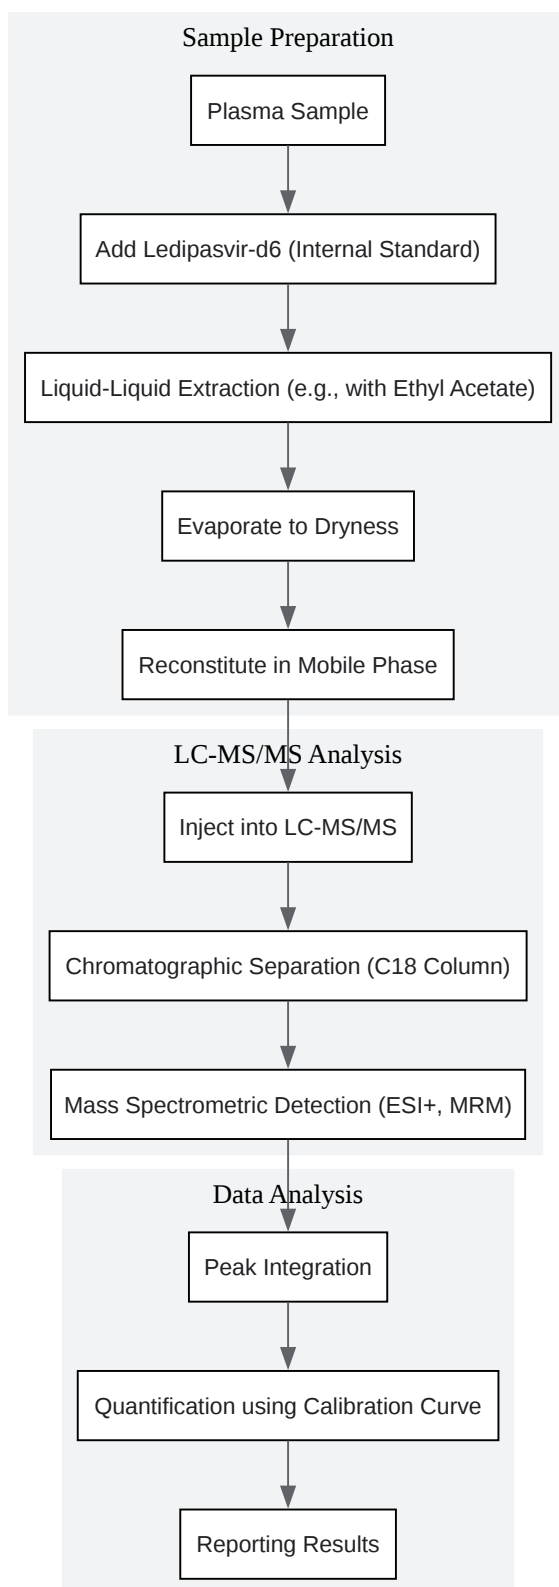 Sample Preparation
Plasma Sample
Add Ledipasvir-d6 (Internal Standard)
Liquid-Liquid Extraction (e.g., with Ethyl Acetate)
Evaporate to Dryness
Reconstitute in Mobile Phase
LC-MS/MS Analysis
Inject into LC-MS/MS
Chromatographic Separation (C18 Column)
Mass Spectrometric Detection (ESI+, MRM)
Data Analysis
Peak Integration
Quantification using Calibration Curve
Reporting Results